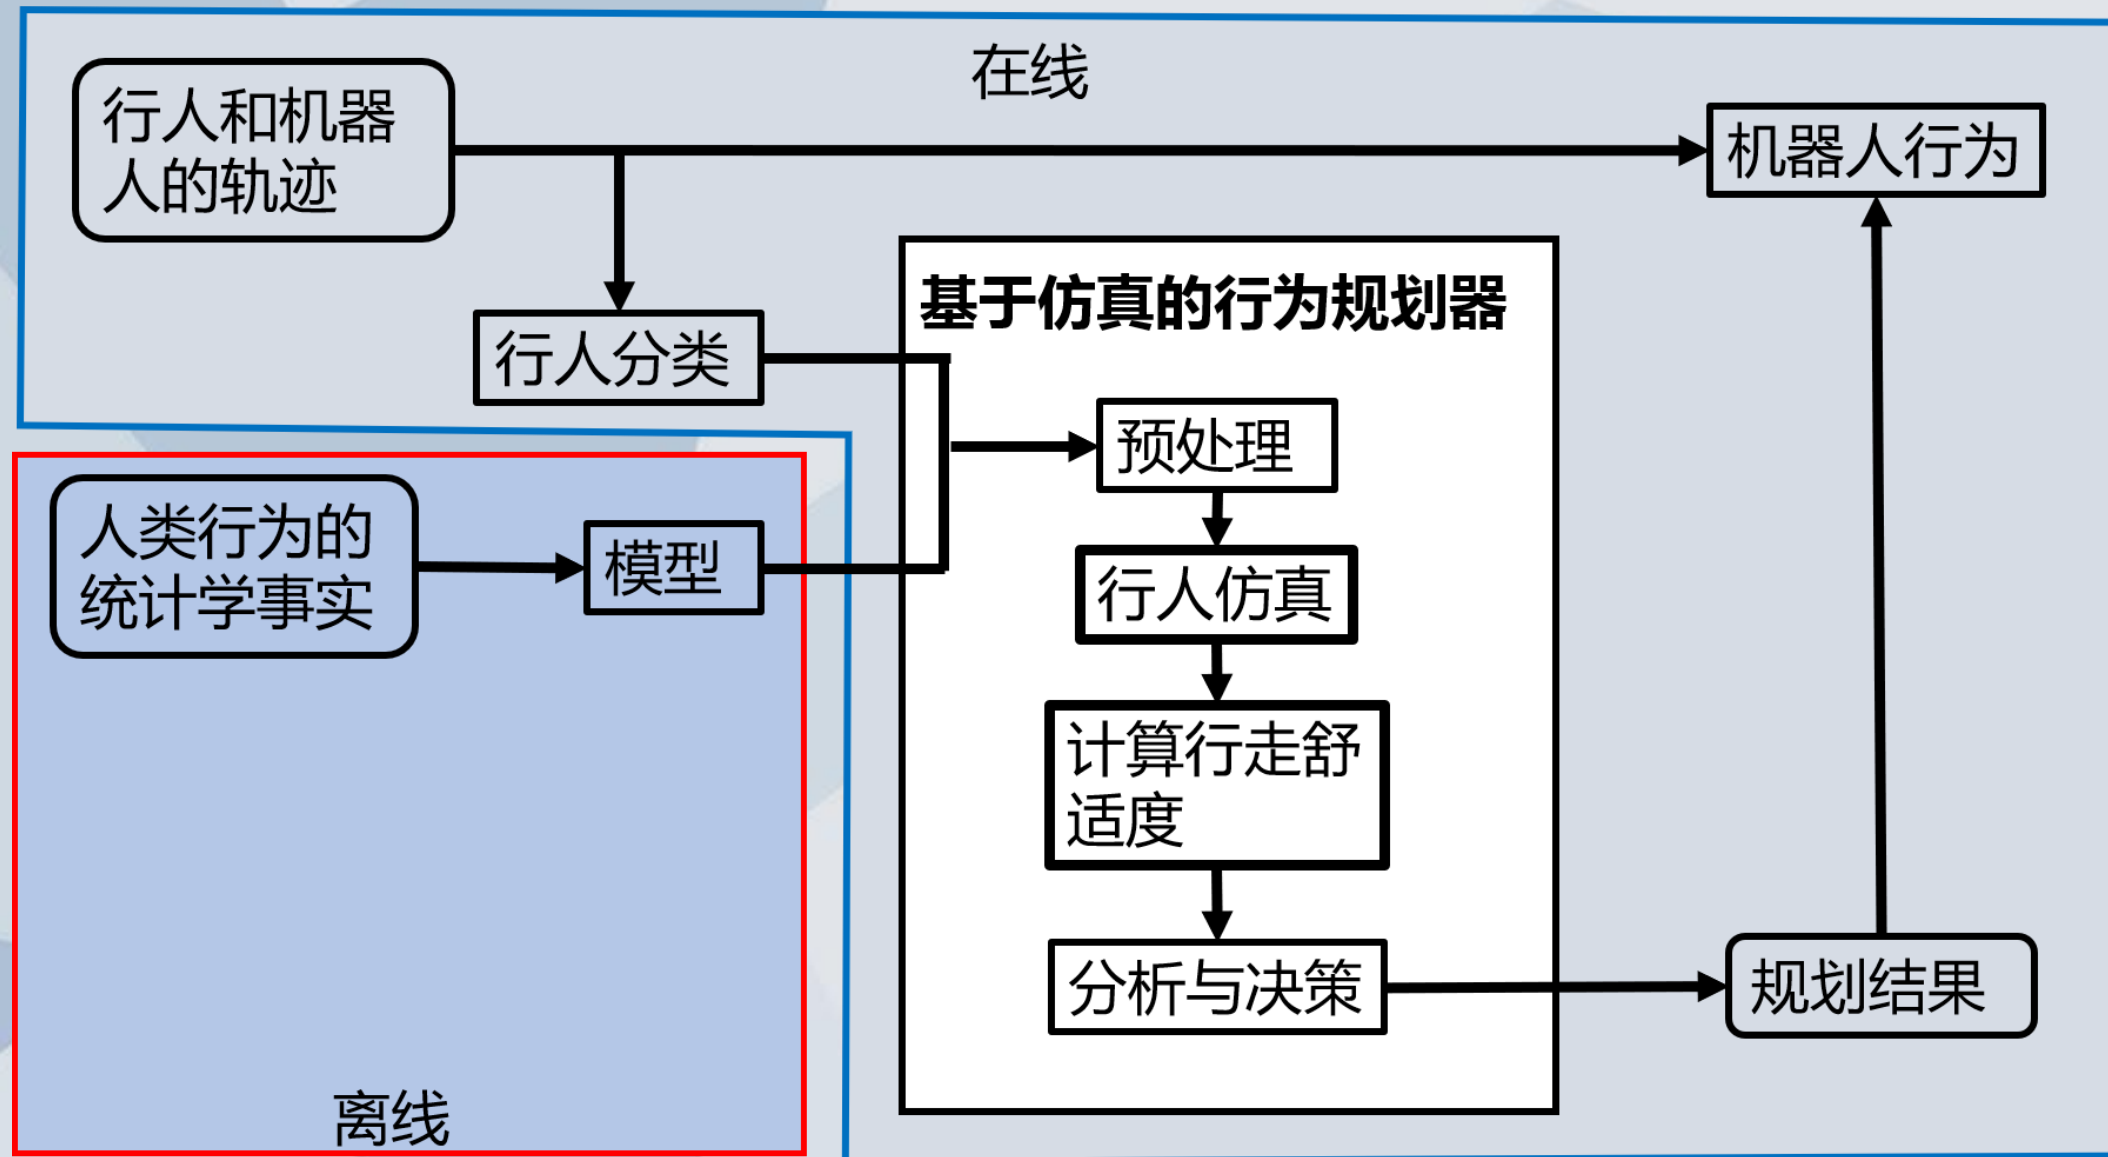 在线
行人和机器
人的轨迹
机器人行为
基于仿真的行为规划器
行人分类
预处理
人类行为的
统计学事实
模型
行人仿真
计算行走舒
适度
分析与决策
规划结果
离线